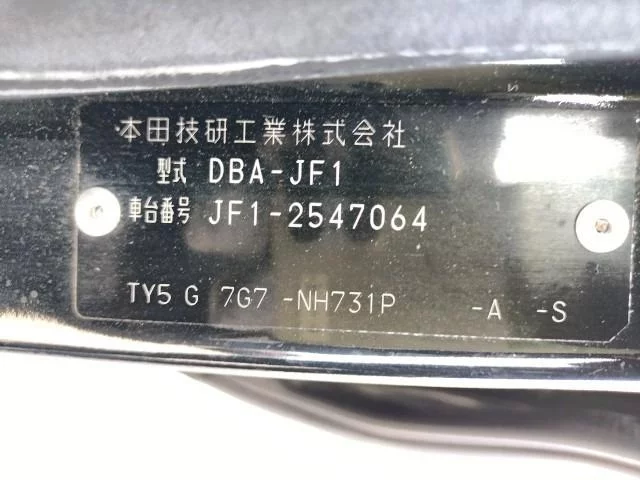 本田技研工業株式会社
型式 DBA-JF1
車台番号 JF1-2547064
TY5 G 7G7 -NH731P -A -S